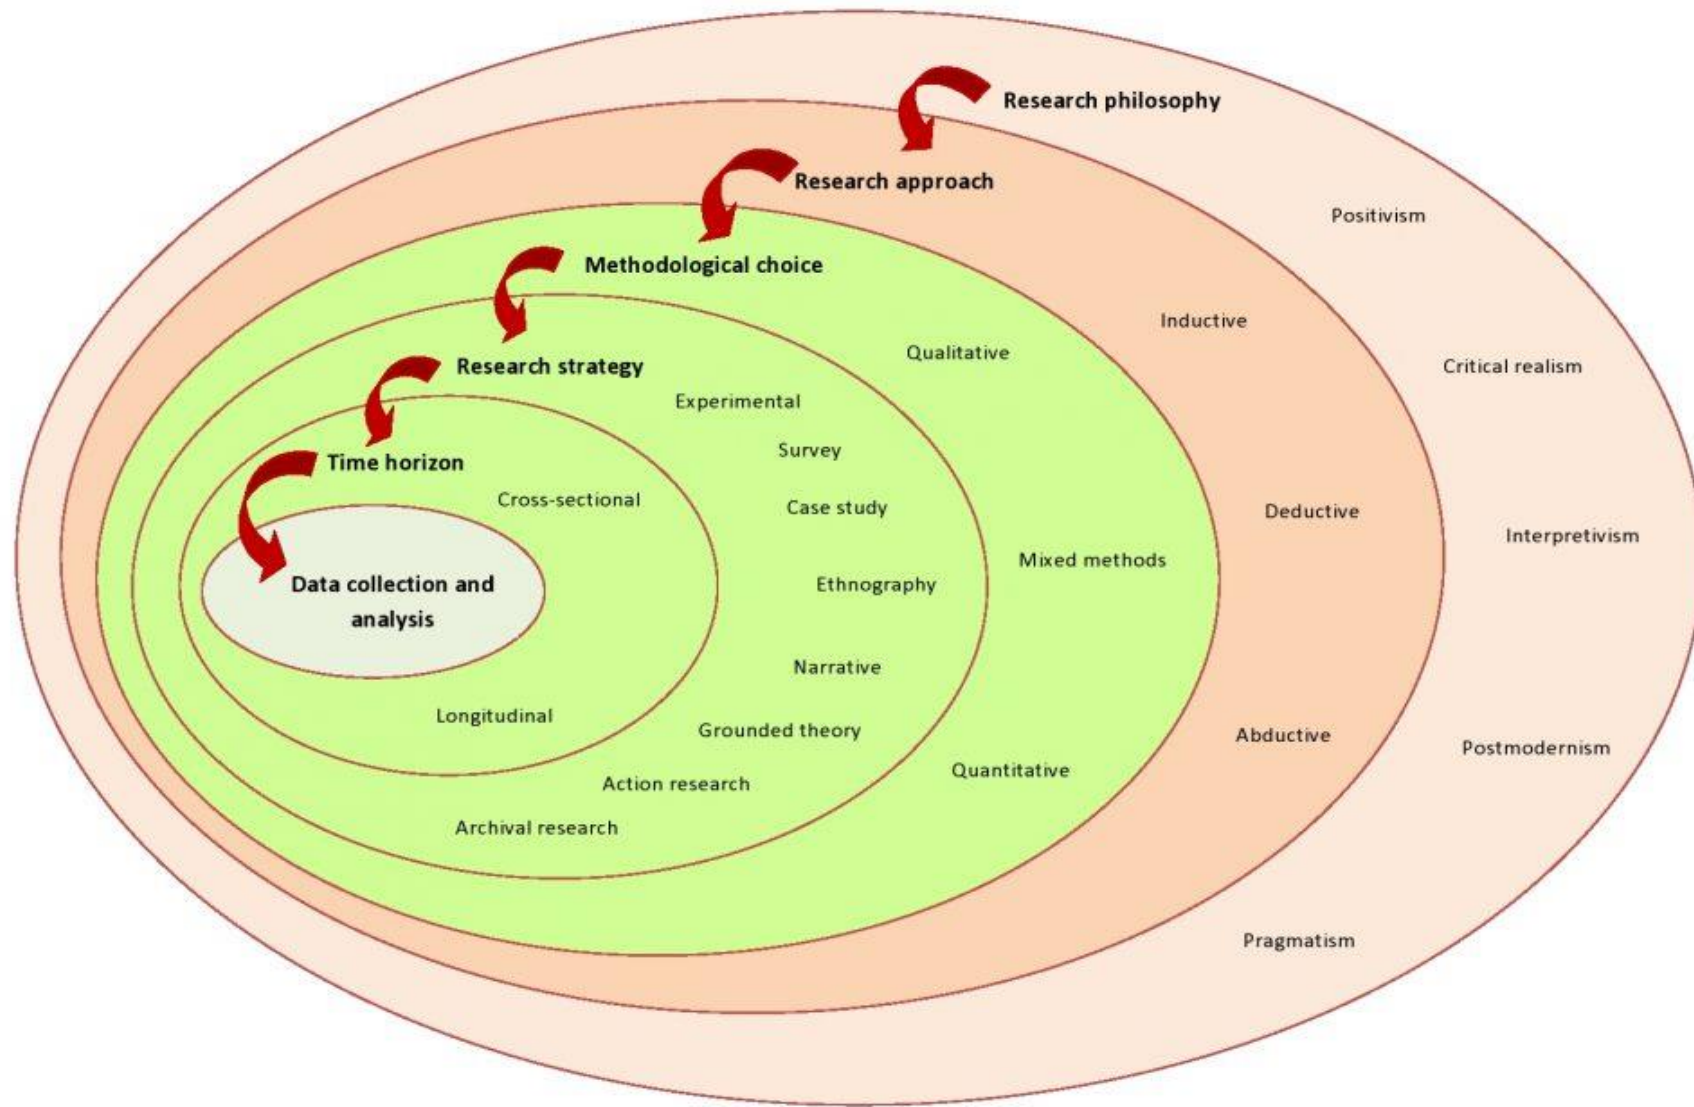 Research philosophy
Research approach
Positivism
Methodological choice
Inductive
Qualitative
Critical realism
Research strategy
Experimental
Survey
Time horizon
Cross-sectional
Case study
Deductive
Interpretivism
Mixed methods
Data collection and
analysis
Ethnography
Narrative
Longitudinal
Grounded theory
Abductive
Postmodernism
Quantitative
Action research
Archival research
Pragmatism